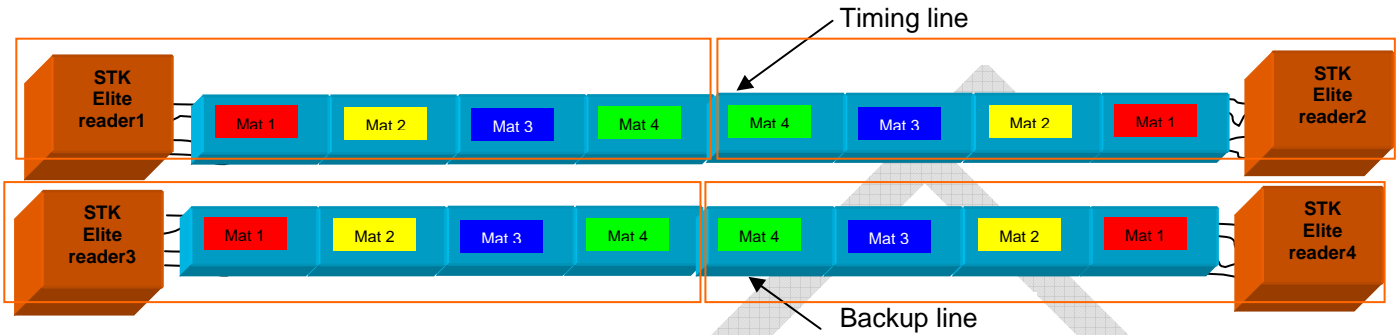 Timing line
STK
Elite
reader1
Mat 1
Mat 2
Mat 3
Mat 4
Mat 4
Mat 3
Mat 2
Mat 1
STK
Elite
reader2
STK
Elite
reader3
Mat 1
Mat 2
Mat 3
Mat 4
Mat 4
Mat 3
Mat 2
Mat 1
STK
Elite
reader4
Backup line